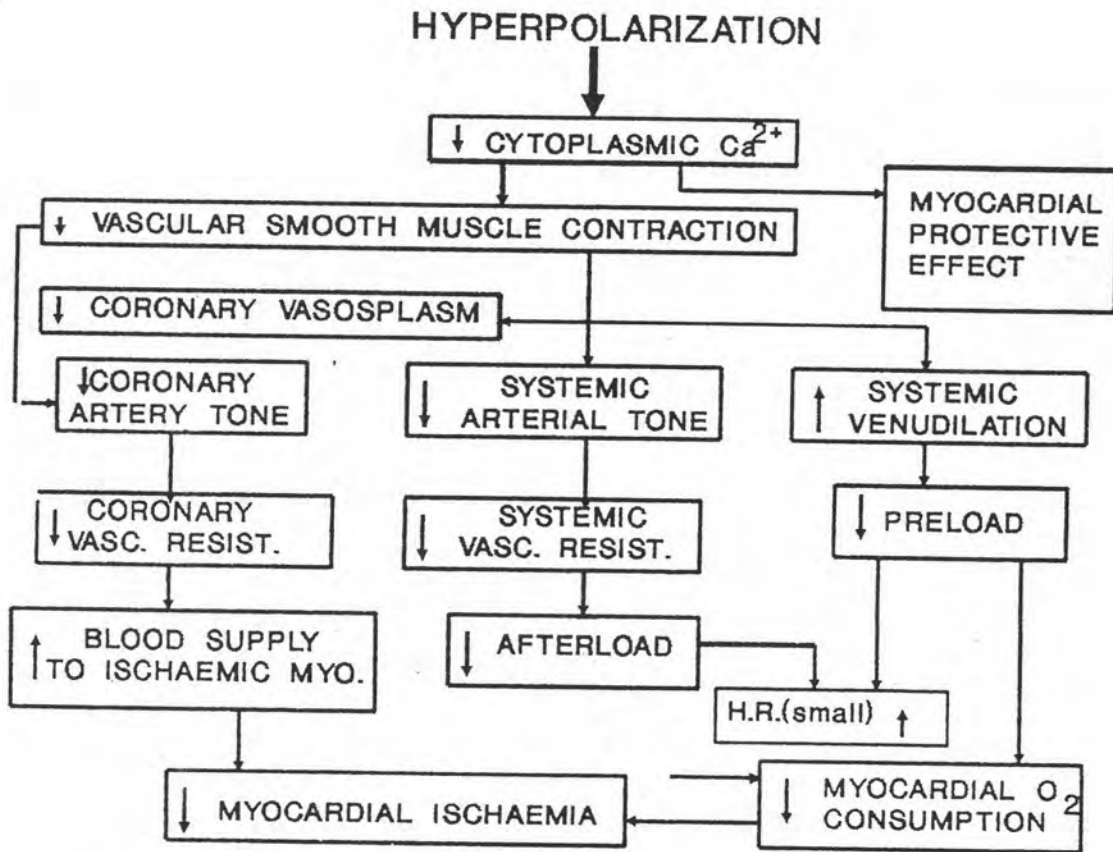 HYPERPOLARIZATION
↓ CYTOPLASMIC Ca2+
MYOCARDIAL
PROTECTIVE
EFFECT
↓ VASCULAR SMOOTH MUSCLE CONTRACTION
↓ CORONARY VASOSPLASM
↓ CORONARY
ARTERY TONE
↓ SYSTEMIC
ARTERIAL TONE
↑ SYSTEMIC
VENUDILATION
↓ CORONARY
VASC. RESIST.
↓ SYSTEMIC
VASC. RESIST.
↓ PRELOAD
↑ BLOOD SUPPLY
TO ISCHAEMIC MYO.
↓ AFTERLOAD
H.R.(small) ↑
↓ MYOCARDIAL ISCHAEMIA
↓ MYOCARDIAL O2
CONSUMPTION